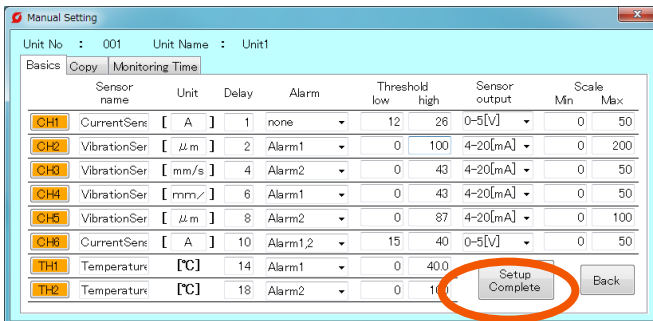 Manual Setting
Unit No : 001 Unit Name : Unit1
Basics Copy Monitoring Time
Sensor name Unit Delay Alarm Threshold low high Sensor output Scale Min Max
CH1 CurrentSens [ A ] 1 none 12 26 0-5[V] 0 50
CH2 VibrationSer [ μm ] 2 Alarm1 0 100 4-20[mA] 0 200
CH3 VibrationSer [ mm/s ] 4 Alarm2 0 43 4-20[mA] 0 50
CH4 VibrationSer [ mm/ ] 6 Alarm1 0 43 4-20[mA] 0 50
CH5 VibrationSer [ μm ] 8 Alarm2 0 87 4-20[mA] 0 100
CH6 CurrentSens [ A ] 10 Alarm1,2 15 40 0-5[V] 0 50
TH1 Temperature [℃] 14 Alarm1 0 40.0
TH2 Temperature [℃] 18 Alarm2 0
Setup Complete
Back